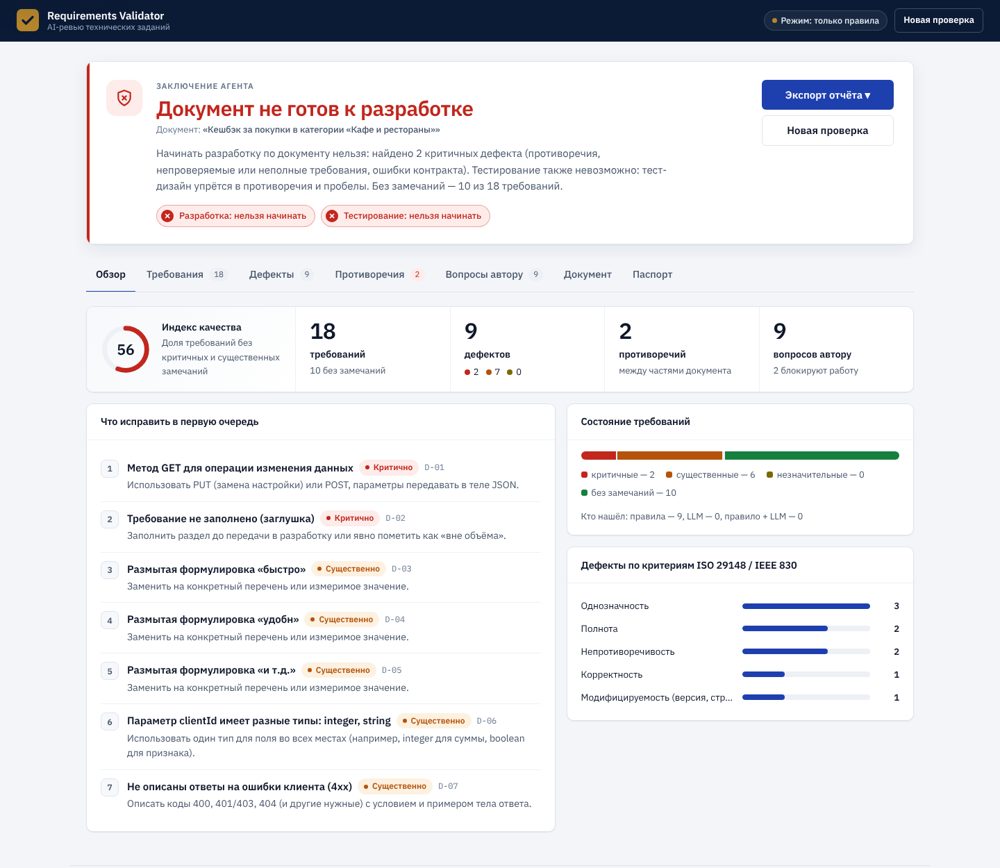 Requirements Validator
AI-ревью технических заданий
Режим: только правила
Новая проверка
ЗАКЛЮЧЕНИЕ АГЕНТА
Документ не готов к разработке
Документ: «Кешбэк за покупки в категории «Кафе и рестораны»»
Начинать разработку по документу нельзя: найдено 2 критичных дефекта (противоречия,
непроверяемые или неполные требования, ошибки контракта). Тестирование также невозможно: тест-
дизайн упрётся в противоречия и пробелы. Без замечаний — 10 из 18 требований.
Разработка: нельзя начинать
Тестирование: нельзя начинать
Экспорт отчёта ▾
Новая проверка
Обзор
Требования 18
Дефекты 9
Противоречия 2
Вопросы автору 9
Документ
Паспорт
56
Индекс качества
Доля требований без
критичных и существенных
замечаний
18
требований
10 без замечаний
9
дефектов
2 7 0
2
противоречий
между частями документа
9
вопросов автору
2 блокируют работу
Что исправить в первую очередь
1 Метод GET для операции изменения данных Критично D-01
Использовать PUT (замена настройки) или POST, параметры передавать в теле JSON.
2 Требование не заполнено (заглушка) Критично D-02
Заполнить раздел до передачи в разработку или явно пометить как «вне объёма».
3 Размытая формулировка «быстро» Существенно D-03
Заменить на конкретный перечень или измеримое значение.
4 Размытая формулировка «удобн» Существенно D-04
Заменить на конкретный перечень или измеримое значение.
5 Размытая формулировка «и т.д.» Существенно D-05
Заменить на конкретный перечень или измеримое значение.
6 Параметр clientId имеет разные типы: integer, string Существенно D-06
Использовать один тип для поля во всех местах (например, integer для суммы, boolean
для признака).
7 Не описаны ответы на ошибки клиента (4xx) Существенно D-07
Описать коды 400, 401/403, 404 (и другие нужные) с условием и примером тела ответа.
Состояние требований
критичные — 2 существенные — 6 незначительные — 0
без замечаний — 10
Кто нашёл: правила — 9, LLM — 0, правило + LLM — 0
Дефекты по критериям ISO 29148 / IEEE 830
Однозначность 3
Полнота 2
Непротиворечивость 2
Корректность 1
Модифицируемость (версия, стр... 1